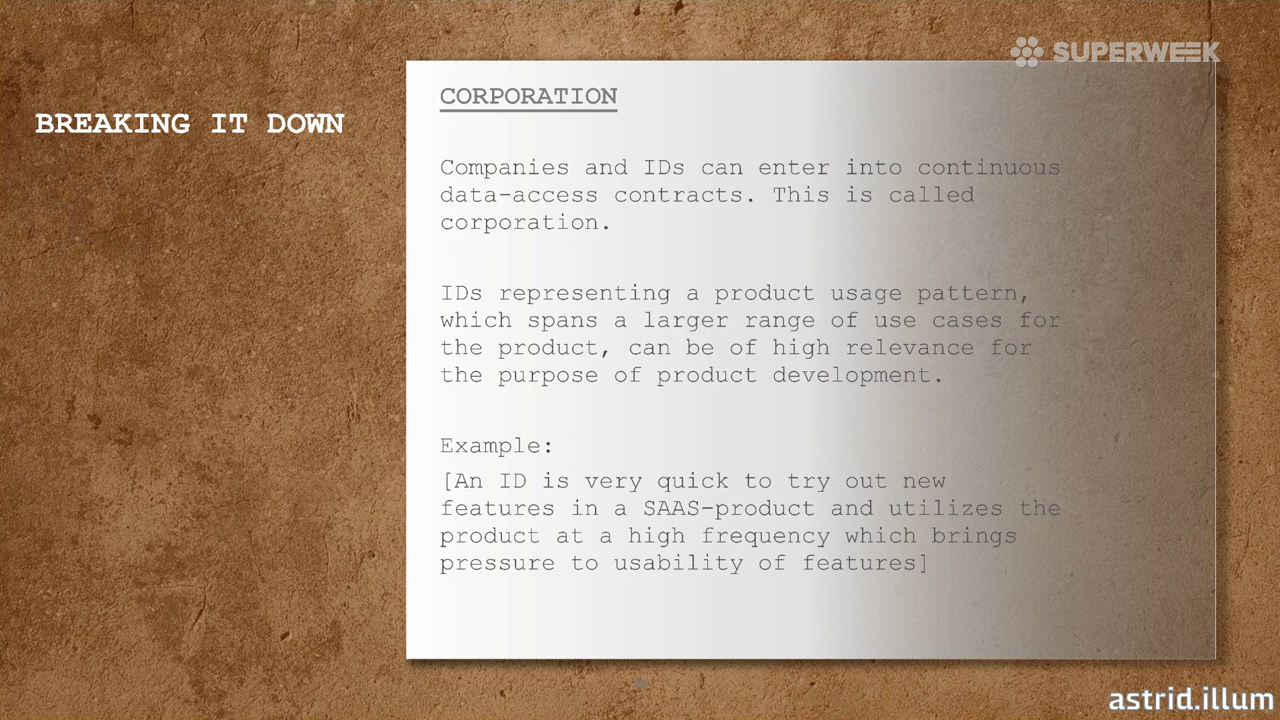 SUPERWEEK
BREAKING IT DOWN
CORPORATION
Companies and IDs can enter into continuous
data-access contracts. This is called
corporation.
IDs representing a product usage pattern,
which spans a larger range of use cases for
the product, can be of high relevance for
the purpose of product development.
Example:
[An ID is very quick to try out new
features in a SAAS-product and utilizes the
product at a high frequency which brings
pressure to usability of features]
astrid.illum